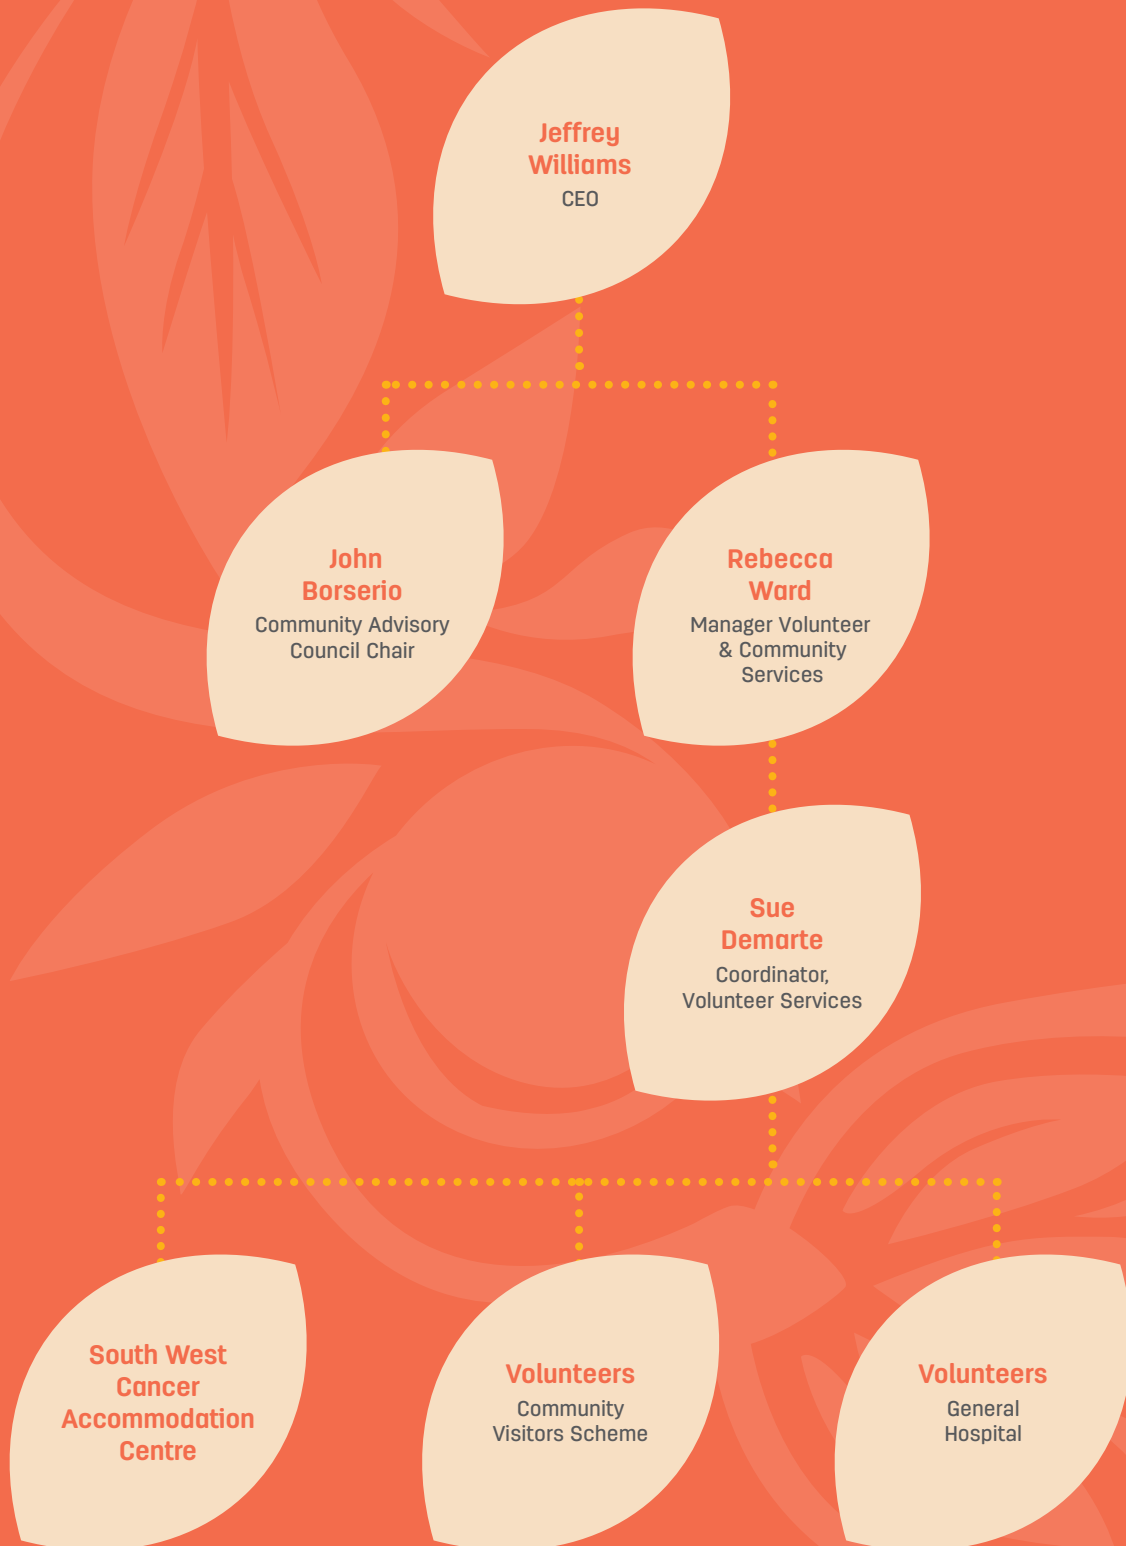 Jeffrey
Williams
CEO
John
Borserio
Community Advisory
Council Chair
Rebecca
Ward
Manager Volunteer
& Community
Services
Sue
Demarte
Coordinator,
Volunteer Services
South West
Cancer
Accommodation
Centre
Volunteers
Community
Visitors Scheme
Volunteers
General
Hospital